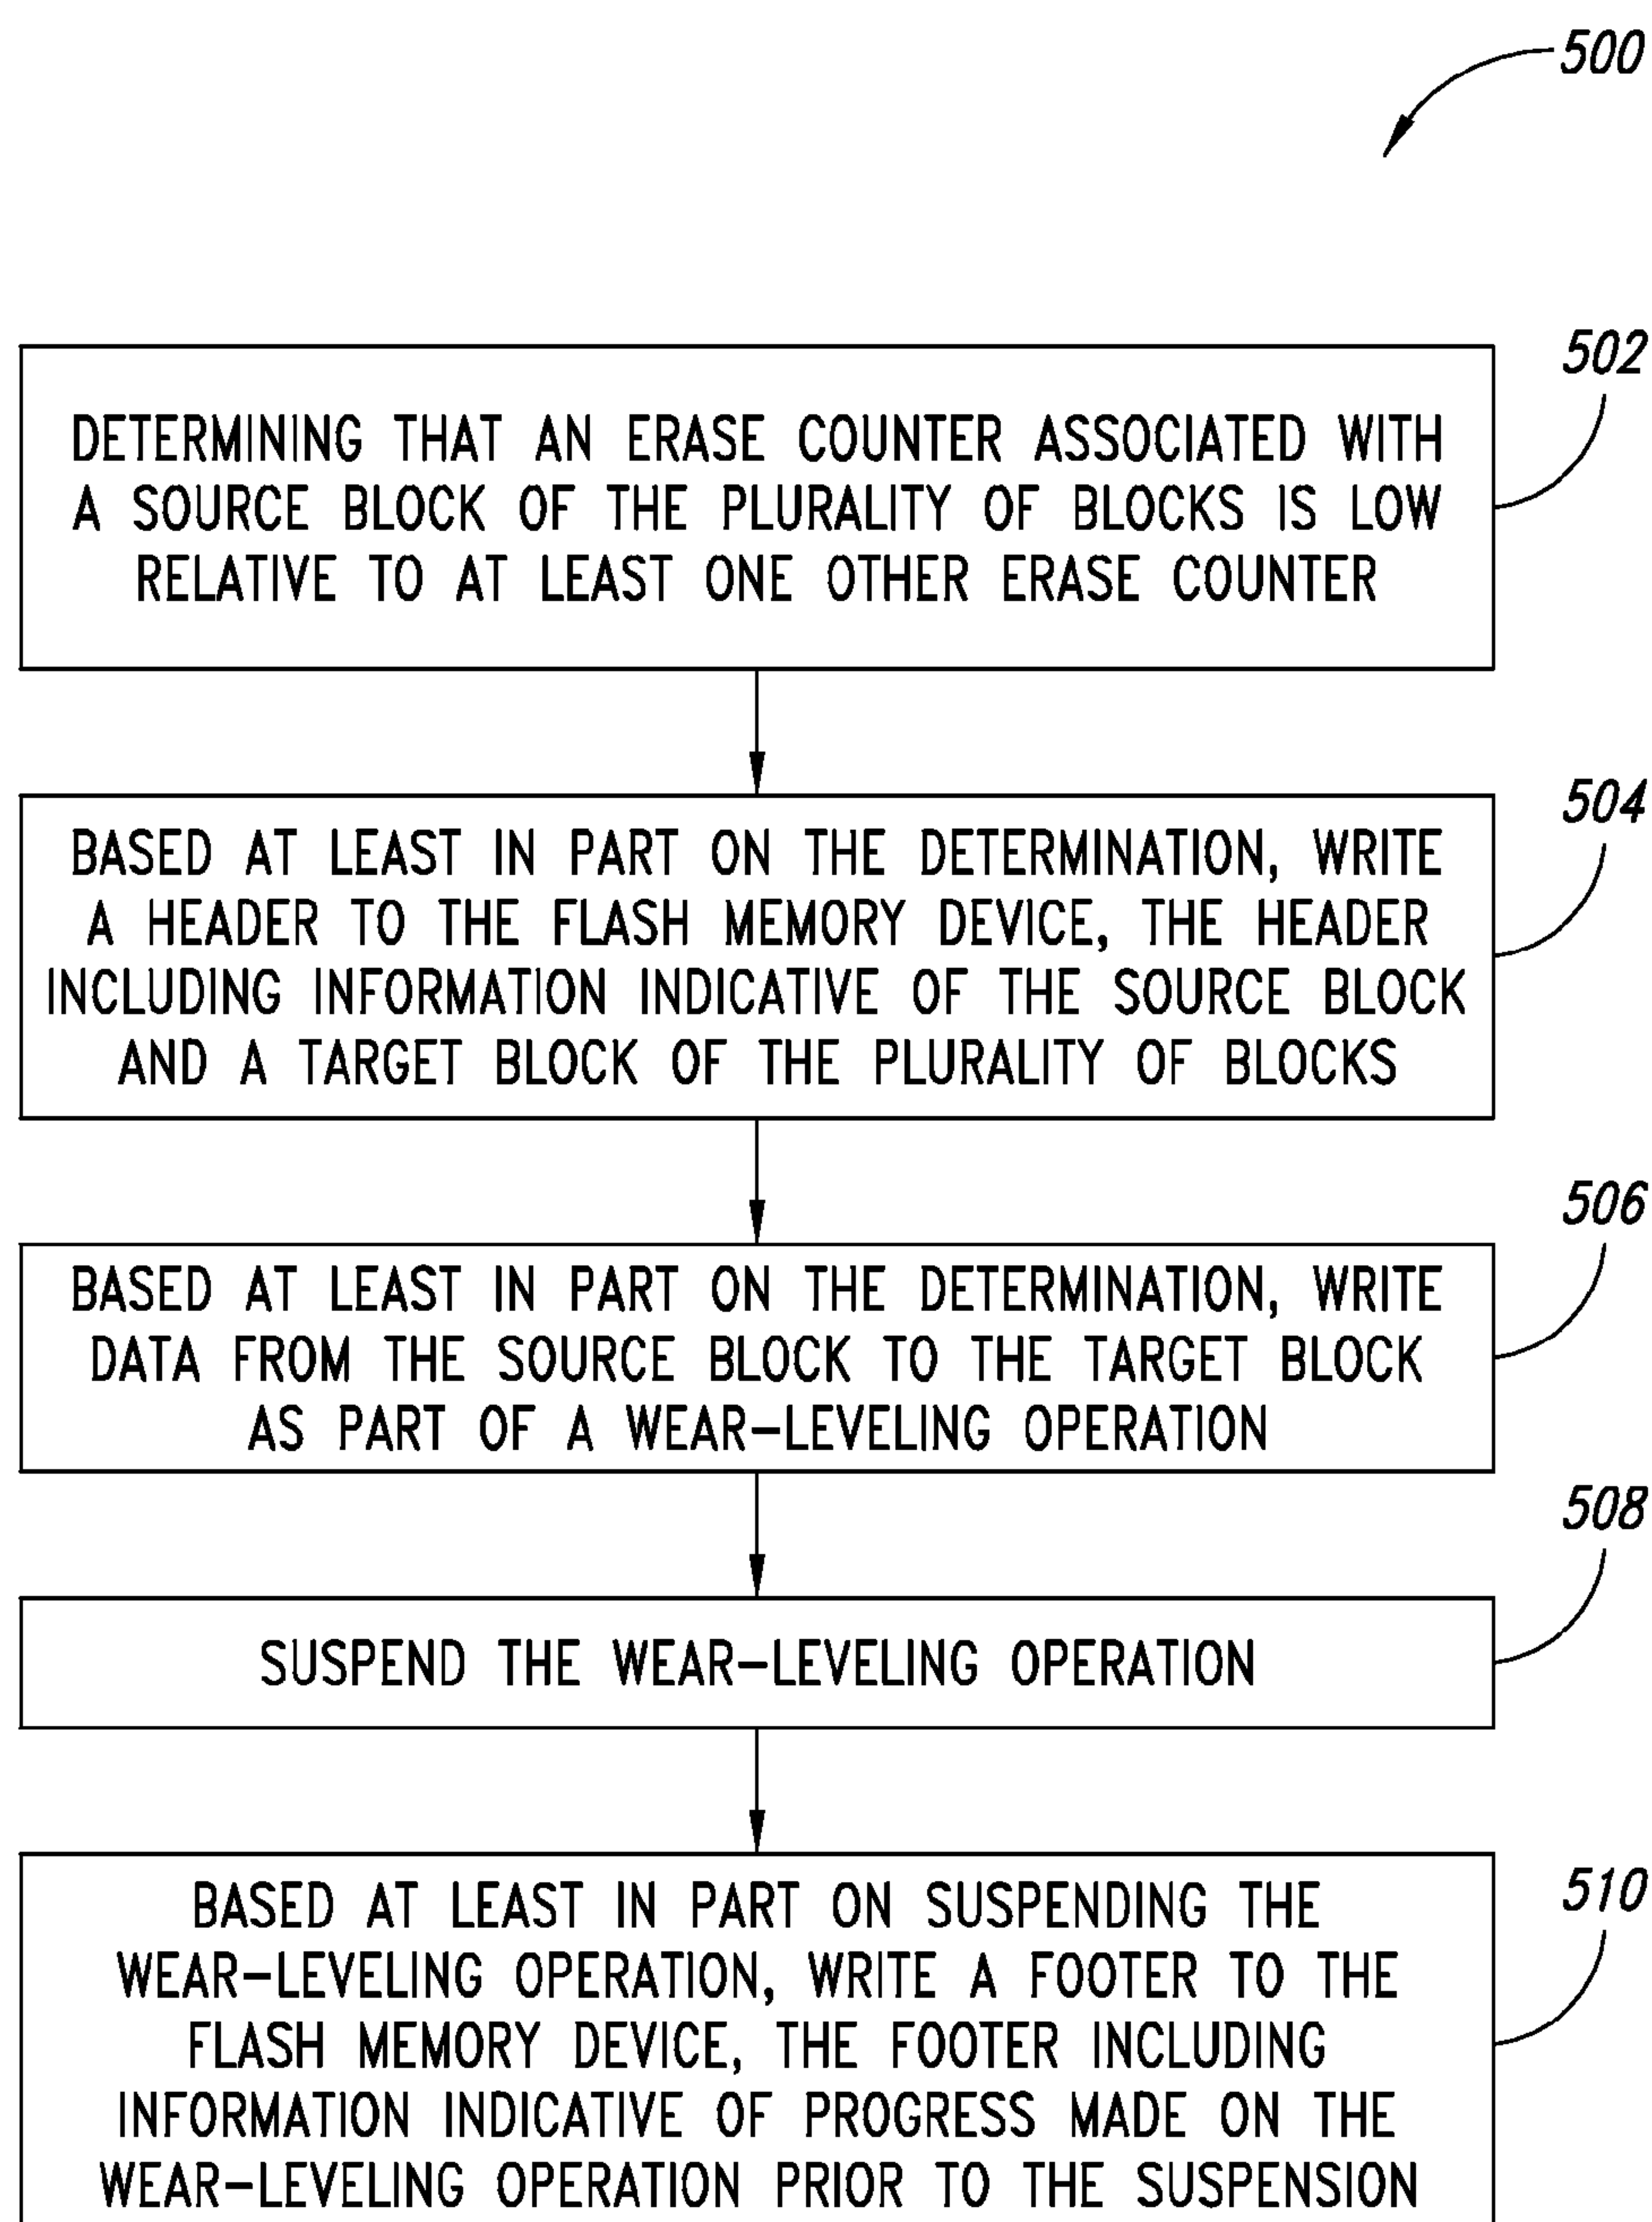 500
502
DETERMINING THAT AN ERASE COUNTER ASSOCIATED WITH
A SOURCE BLOCK OF THE PLURALITY OF BLOCKS IS LOW
RELATIVE TO AT LEAST ONE OTHER ERASE COUNTER
504
BASED AT LEAST IN PART ON THE DETERMINATION, WRITE
A HEADER TO THE FLASH MEMORY DEVICE, THE HEADER
INCLUDING INFORMATION INDICATIVE OF THE SOURCE BLOCK
AND A TARGET BLOCK OF THE PLURALITY OF BLOCKS
506
BASED AT LEAST IN PART ON THE DETERMINATION, WRITE
DATA FROM THE SOURCE BLOCK TO THE TARGET BLOCK
AS PART OF A WEAR-LEVELING OPERATION
508
SUSPEND THE WEAR-LEVELING OPERATION
510
BASED AT LEAST IN PART ON SUSPENDING THE
WEAR-LEVELING OPERATION, WRITE A FOOTER TO THE
FLASH MEMORY DEVICE, THE FOOTER INCLUDING
INFORMATION INDICATIVE OF PROGRESS MADE ON THE
WEAR-LEVELING OPERATION PRIOR TO THE SUSPENSION